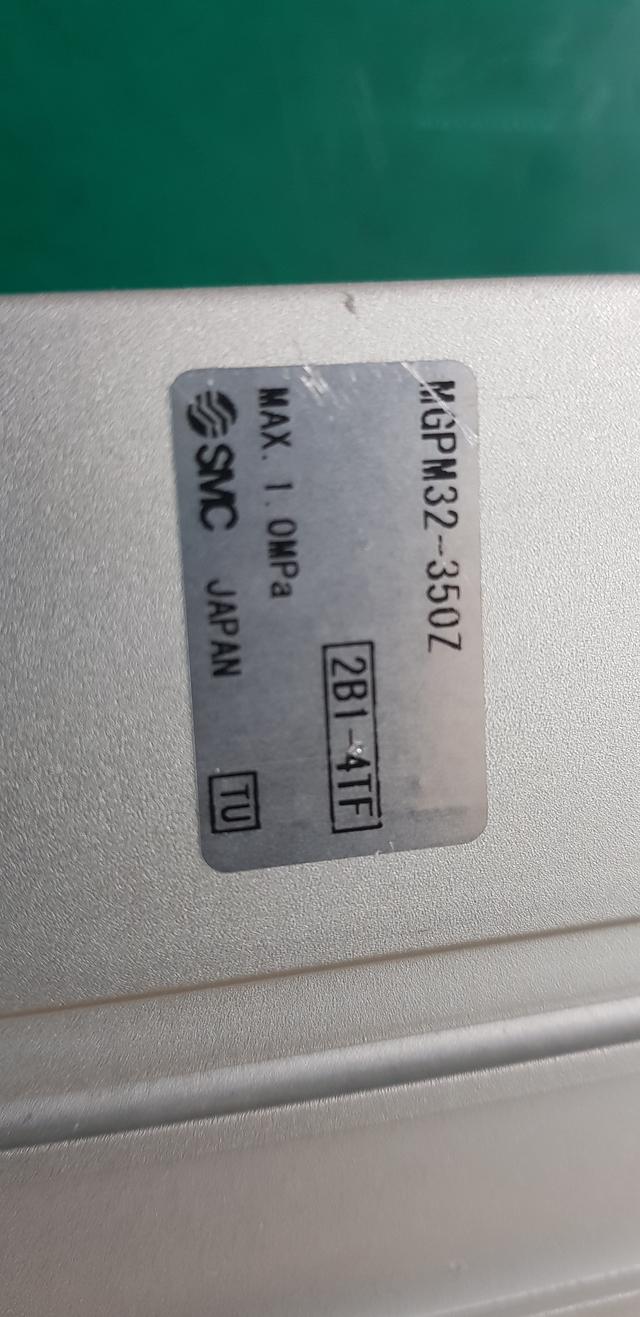 MGPM32-350Z
2B1-4TF
MAX. 1.0MPa
SMC JAPAN TU